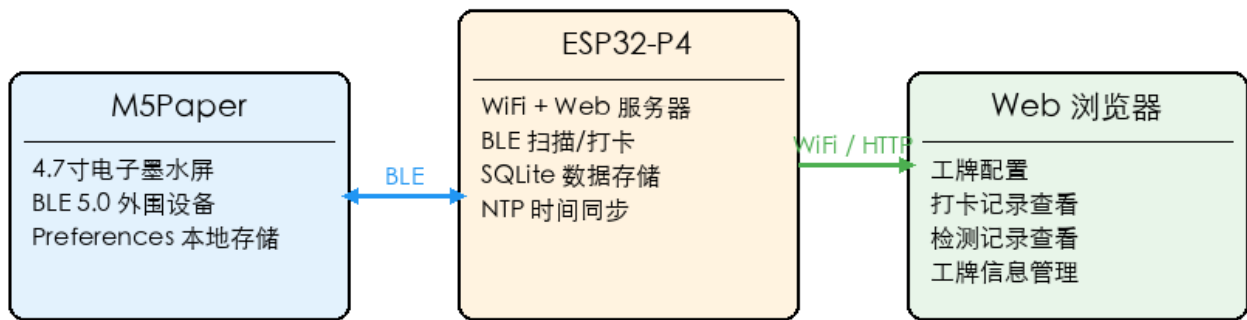 M5Paper
4.7寸电子墨水屏
BLE 5.0 外围设备
Preferences 本地存储
BLE
ESP32-P4
WiFi + Web 服务器
BLE 扫描/打卡
SQLite 数据存储
NTP 时间同步
WiFi / HTTP
Web 浏览器
工牌配置
打卡记录查看
检测记录查看
工牌信息管理